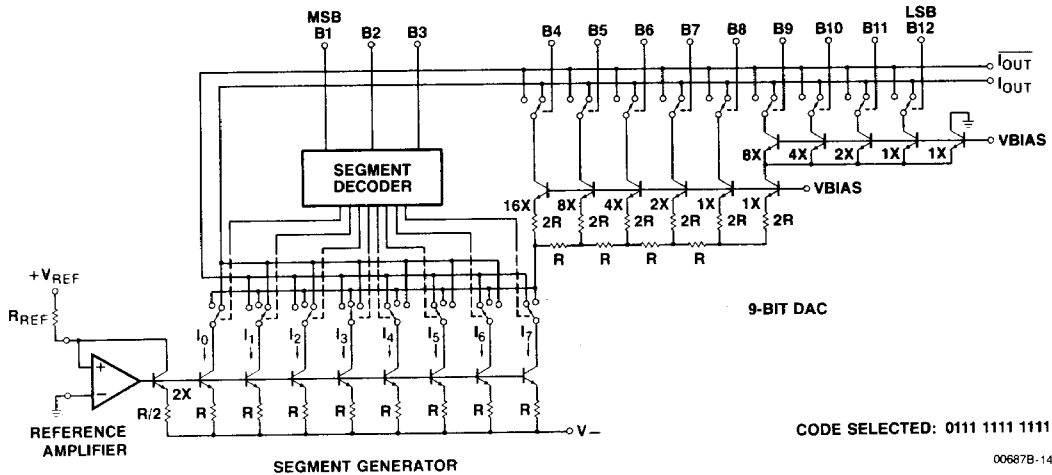 MSB
B1
B2
B3
B4
B5
B6
B7
B8
B9
B10
B11
LSB
B12
IOUT
IOUT
SEGMENT
DECODER
8X
4X
2X
1X
1X
VBIAS
16X
8X
4X
2X
1X
1X
VBIAS
2R
2R
2R
2R
2R
2R
R
R
R
R
9-BIT DAC
+VREF
RREF
I0
I1
I2
I3
I4
I5
I6
I7
+
−
2X
R/2
R
R
R
R
R
R
R
R
V−
REFERENCE
AMPLIFIER
SEGMENT GENERATOR
CODE SELECTED: 0111 1111 1111
00687B-14